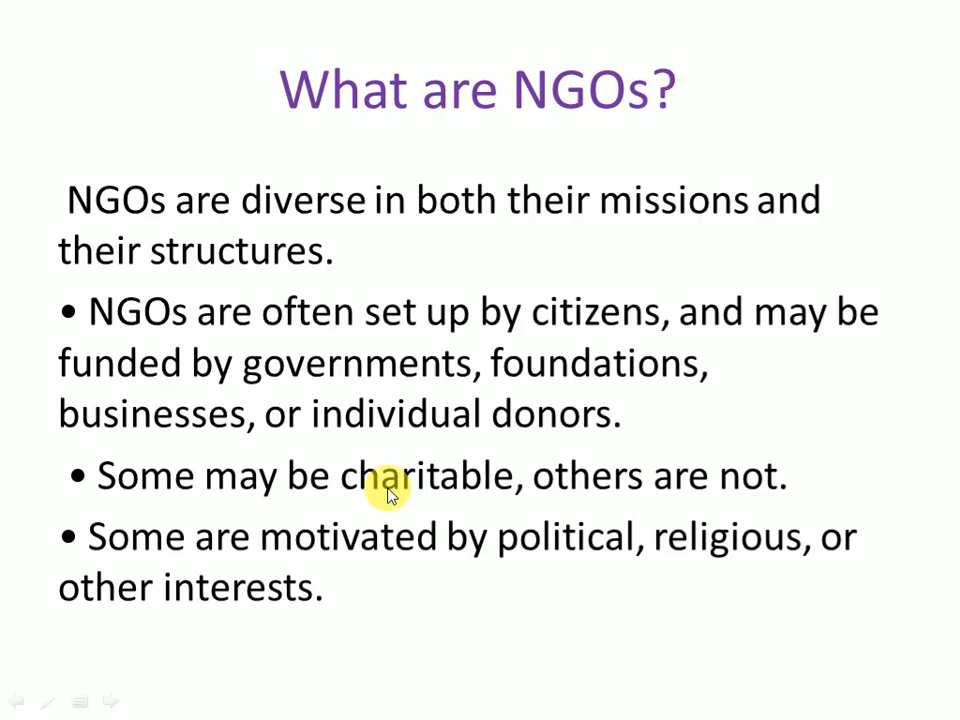 What are NGOs?
NGOs are diverse in both their missions and
their structures.
• NGOs are often set up by citizens, and may be
funded by governments, foundations,
businesses, or individual donors.
• Some may be charitable, others are not.
• Some are motivated by political, religious, or
other interests.